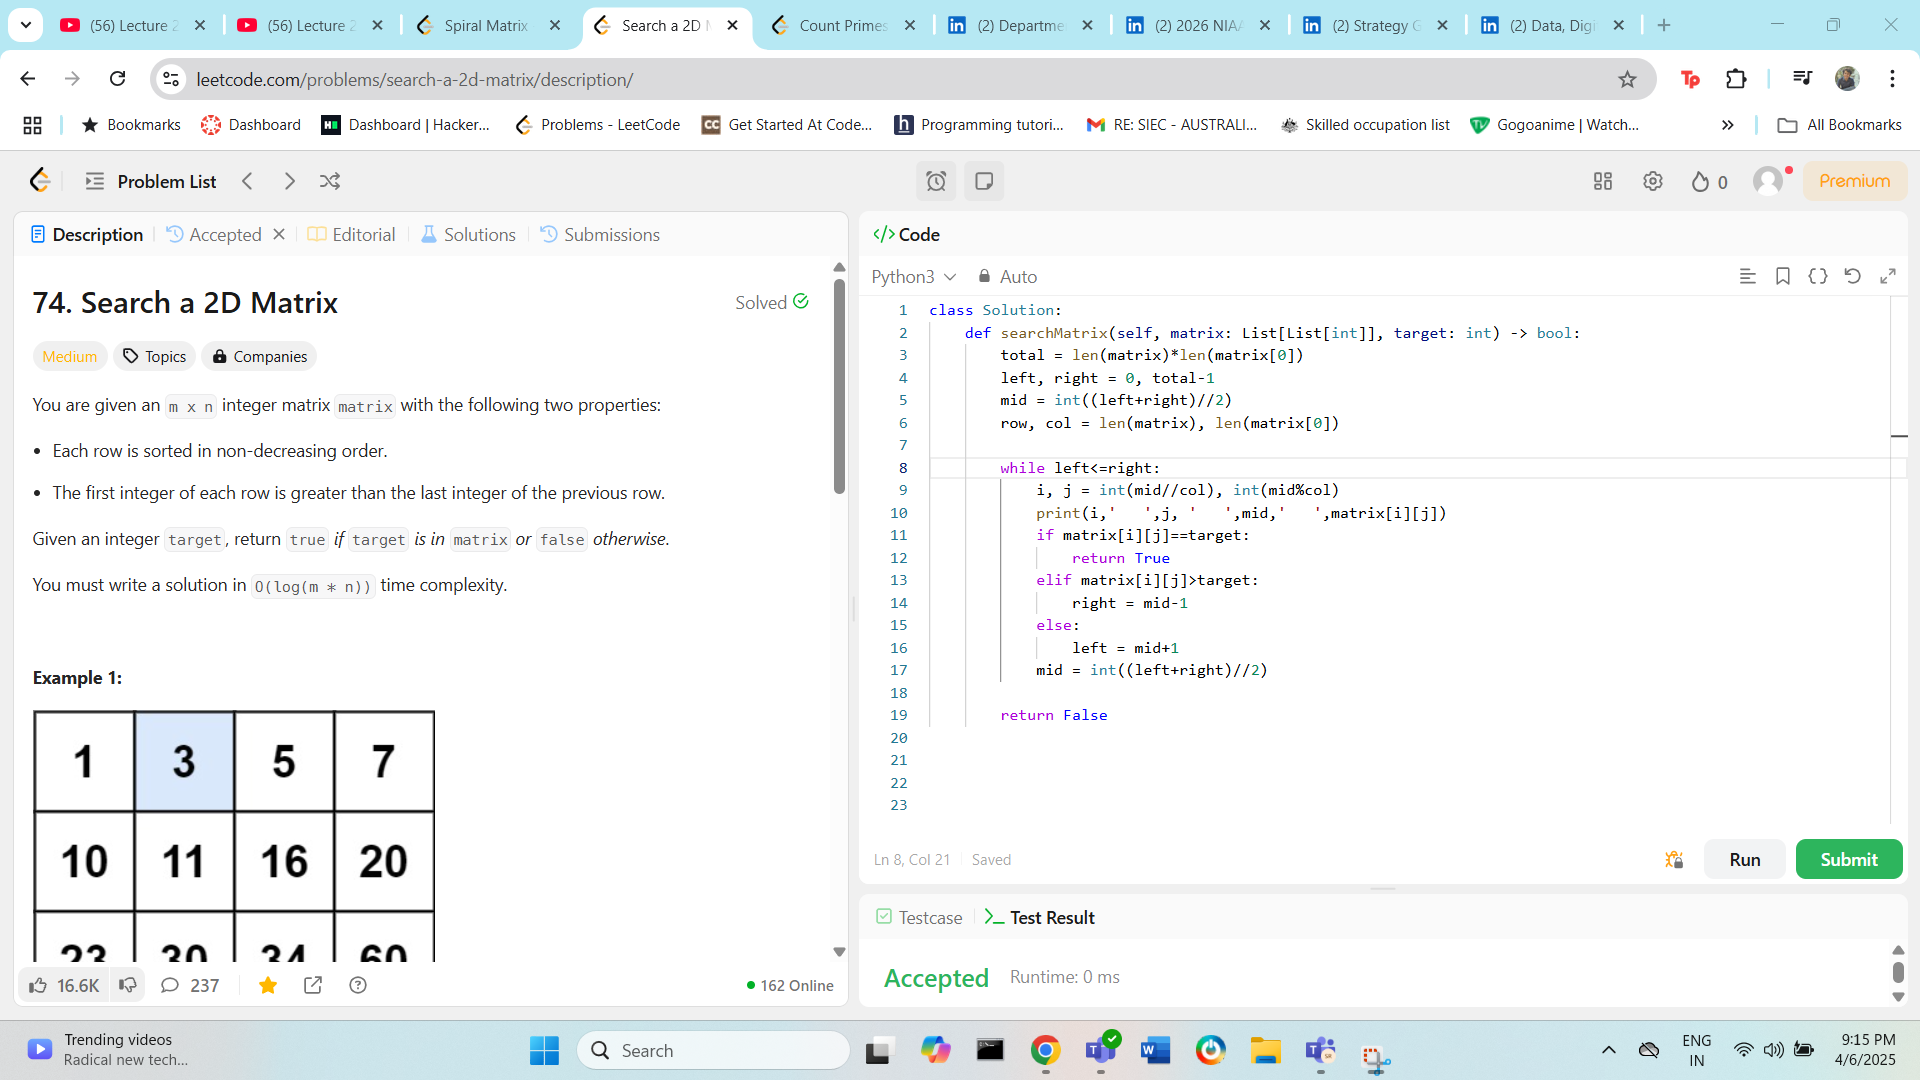 (56) Lecture 2
(56) Lecture 2
Spiral Matrix
Search a 2D M
Count Primes
(2) Departme
(2) 2026 NIAA
(2) Strategy G
(2) Data, Digi
leetcode.com/problems/search-a-2d-matrix/description/
Tp
Bookmarks
Dashboard
Dashboard | Hacker...
Problems - LeetCode
Get Started At Code...
Programming tutori...
RE: SIEC - AUSTRALI...
Skilled occupation list
Gogoanime | Watch...
All Bookmarks
Problem List
0
Premium
Description
Accepted
Editorial
Solutions
Submissions
74. Search a 2D Matrix
Solved
Medium
Topics
Companies
You are given an m x n integer matrix matrix with the following two properties:
• Each row is sorted in non-decreasing order.
• The first integer of each row is greater than the last integer of the previous row.
Given an integer target, return true if target is in matrix or false otherwise.
You must write a solution in O(log(m * n)) time complexity.
Example 1:
1 3 5 7
10 11 16 20
23 30 34 60
16.6K
237
162 Online
</> Code
Python3
Auto
1 class Solution:
2     def searchMatrix(self, matrix: List[List[int]], target: int) -> bool:
3         total = len(matrix)*len(matrix[0])
4         left, right = 0, total-1
5         mid = int((left+right)//2)
6         row, col = len(matrix), len(matrix[0])
7
8         while left<=right:
9             i, j = int(mid//col), int(mid%col)
10             print(i,'   ',j, '   ',mid,'   ',matrix[i][j])
11             if matrix[i][j]==target:
12                 return True
13             elif matrix[i][j]>target:
14                 right = mid-1
15             else:
16                 left = mid+1
17             mid = int((left+right)//2)
18
19         return False
20
21
22
23
Ln 8, Col 21
Saved
Run
Submit
Testcase
Test Result
Accepted
Runtime: 0 ms
Trending videos
Radical new tech...
Search
ENG
IN
9:15 PM
4/6/2025